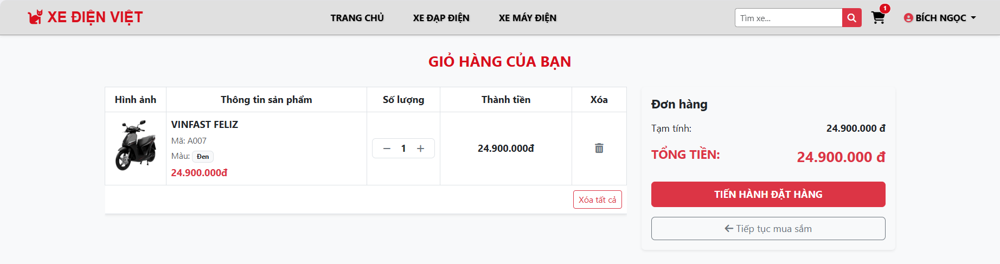 XE ĐIỆN VIỆT
TRANG CHỦ XE ĐẠP ĐIỆN XE MÁY ĐIỆN
Tìm xe...
1
BÍCH NGỌC
GIỎ HÀNG CỦA BẠN
Hình ảnh Thông tin sản phẩm Số lượng Thành tiền Xóa
VINFAST FELIZ
Mã: A007
Màu: Đen
24.900.000đ
1
24.900.000đ
Xóa tất cả
Đơn hàng
Tạm tính: 24.900.000 đ
TỔNG TIỀN: 24.900.000 đ
TIẾN HÀNH ĐẶT HÀNG
Tiếp tục mua sắm